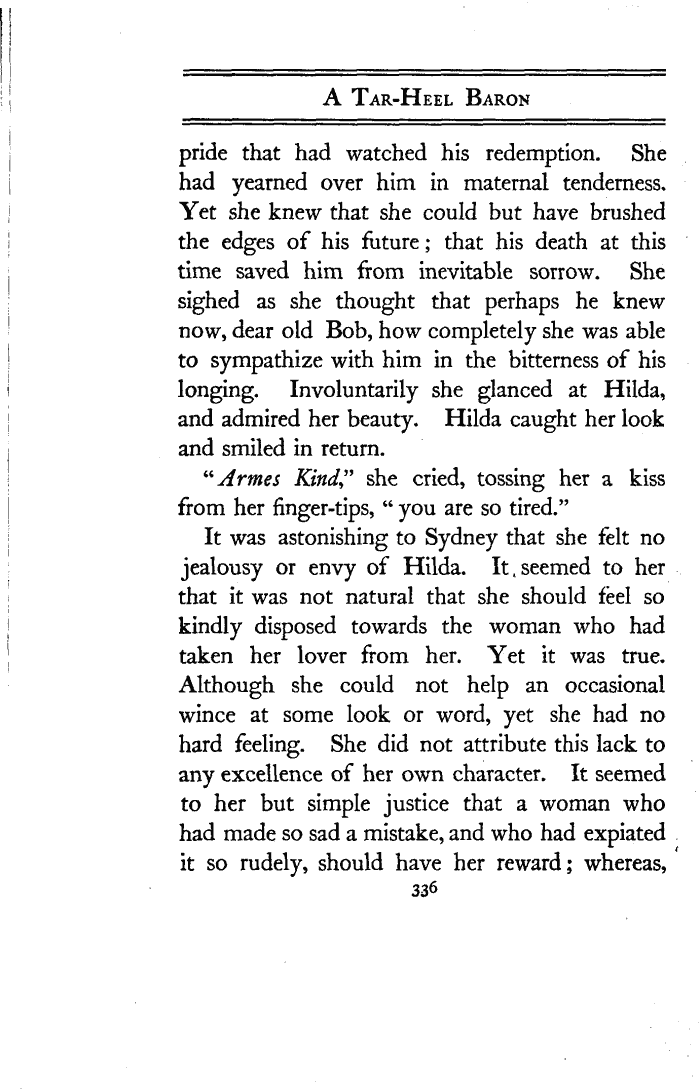 A Tar-Heel Baron
pride that had watched his redemption. She
had yearned over him in maternal tenderness.
Yet she knew that she could but have brushed
the edges of his future; that his death at this
time saved him from inevitable sorrow. She
sighed as she thought that perhaps he knew
now, dear old Bob, how completely she was able
to sympathize with him in the bitterness of his
longing. Involuntarily she glanced at Hilda,
and admired her beauty. Hilda caught her look
and smiled in return.
"Armes Kind," she cried, tossing her a kiss
from her finger-tips, "you are so tired."
It was astonishing to Sydney that she felt no
jealousy or envy of Hilda. It seemed to her
that it was not natural that she should feel so
kindly disposed towards the woman who had
taken her lover from her. Yet it was true.
Although she could not help an occasional
wince at some look or word, yet she had no
hard feeling. She did not attribute this lack to
any excellence of her own character. It seemed
to her but simple justice that a woman who
had made so sad a mistake, and who had expiated
it so rudely, should have her reward; whereas,
336